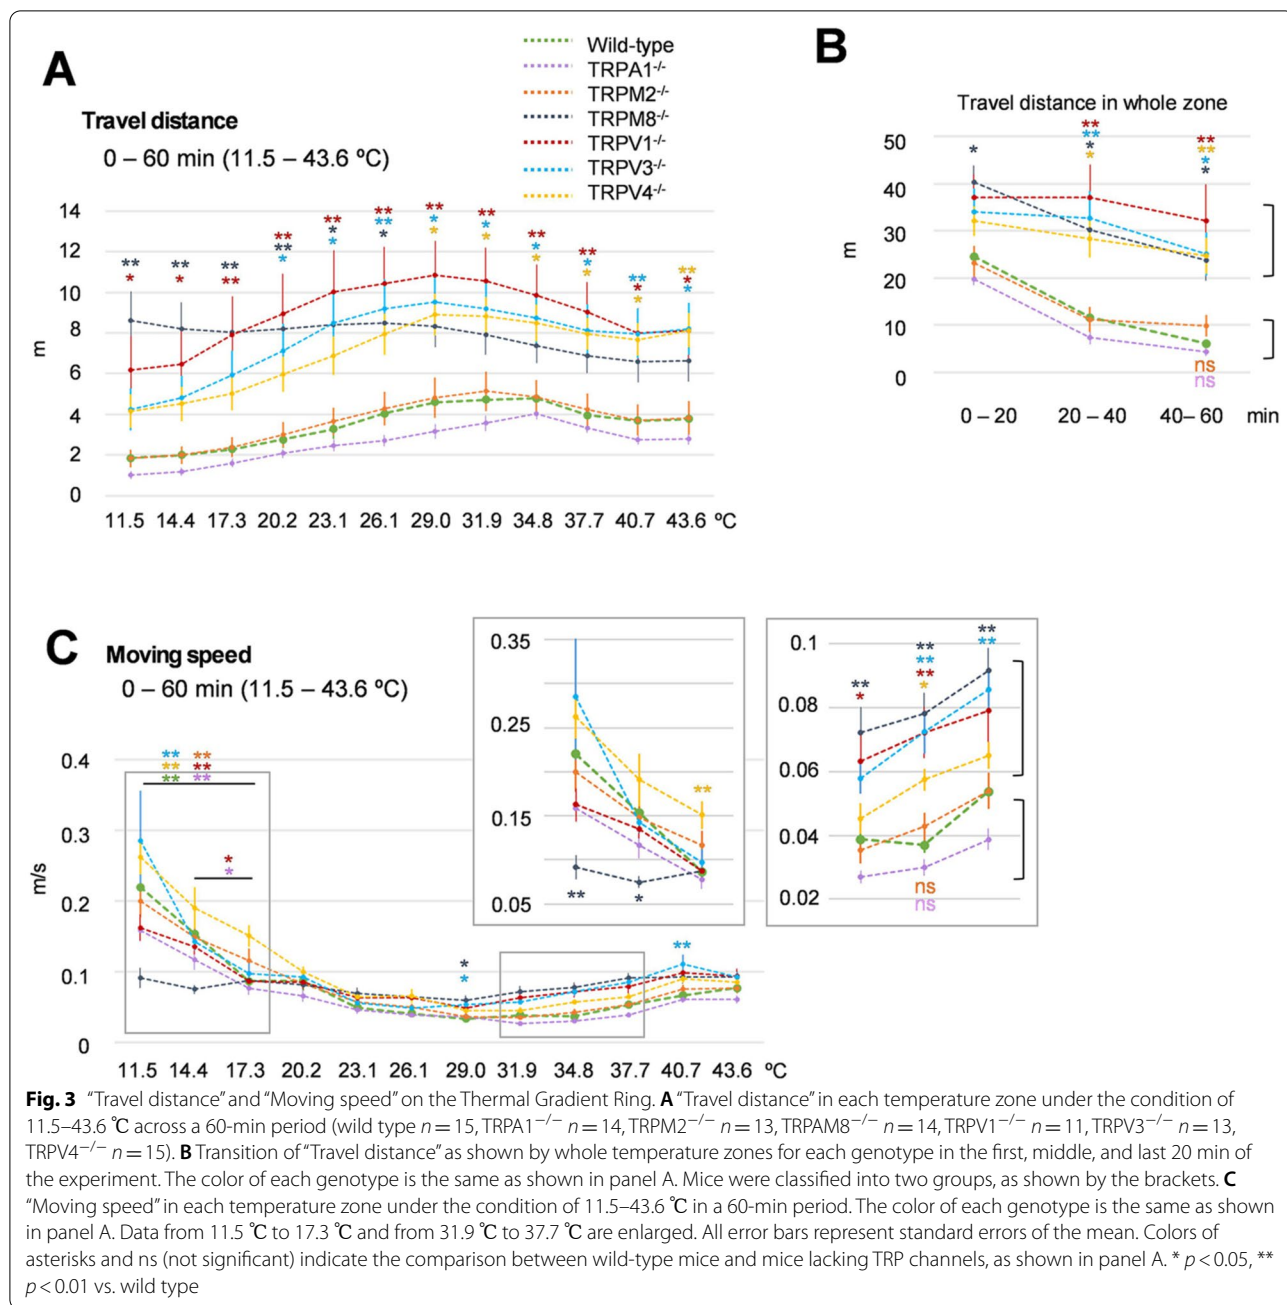 A
Travel distance
0 – 60 min (11.5 – 43.6 ºC)
Wild-type
TRPA1-/-
TRPM2-/-
TRPM8-/-
TRPV1-/-
TRPV3-/-
TRPV4-/-
14
12
10
8
6
4
2
0
m
** ** ** ** ** ** ** ** ** ** ** **
* * ** ** * ** * * * * * *
* * * * * * * * *
11.5 14.4 17.3 20.2 23.1 26.1 29.0 31.9 34.8 37.7 40.7 43.6 ºC
B
Travel distance in whole zone
50
40
30
20
10
0
m
*
**
**
*
*
**
**
*
*
ns
ns
0 – 20 20 – 40 40– 60 min
C
Moving speed
0 – 60 min (11.5 – 43.6 ºC)
0.4
0.3
0.2
0.1
0
m/s
** **
** **
** **
*
*
*
*
**
0.35
0.25
0.15
0.05
**
** *
0.1
0.08
0.06
0.04
0.02
**
*
**
**
**
*
**
**
ns
ns
11.5 14.4 17.3 20.2 23.1 26.1 29.0 31.9 34.8 37.7 40.7 43.6 ºC
Fig. 3 "Travel distance" and "Moving speed" on the Thermal Gradient Ring. A "Travel distance" in each temperature zone under the condition of
11.5–43.6 ℃ across a 60-min period (wild type n = 15, TRPA1−/− n = 14, TRPM2−/− n = 13, TRPAM8−/− n = 14, TRPV1−/− n = 11, TRPV3−/− n = 13,
TRPV4−/− n = 15). B Transition of "Travel distance" as shown by whole temperature zones for each genotype in the first, middle, and last 20 min of
the experiment. The color of each genotype is the same as shown in panel A. Mice were classified into two groups, as shown by the brackets. C
"Moving speed" in each temperature zone under the condition of 11.5–43.6 ℃ in a 60-min period. The color of each genotype is the same as shown
in panel A. Data from 11.5 ℃ to 17.3 ℃ and from 31.9 ℃ to 37.7 ℃ are enlarged. All error bars represent standard errors of the mean. Colors of
asterisks and ns (not significant) indicate the comparison between wild-type mice and mice lacking TRP channels, as shown in panel A. * p < 0.05, **
p < 0.01 vs. wild type